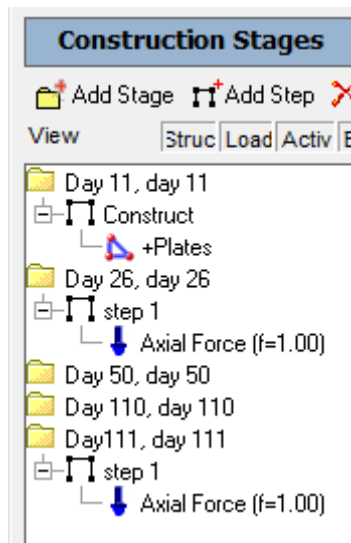 Construction Stages
Add Stage Add Step
View Struc Load Activ E
Day 11, day 11
Construct
+Plates
Day 26, day 26
step 1
Axial Force (f=1.00)
Day 50, day 50
Day 110, day 110
Day111, day 111
step 1
Axial Force (f=1.00)